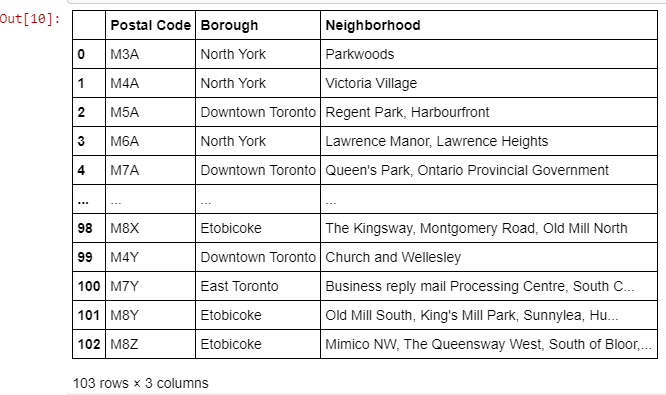 Out[10]:
Postal Code Borough Neighborhood
0 M3A North York Parkwoods
1 M4A North York Victoria Village
2 M5A Downtown Toronto Regent Park, Harbourfront
3 M6A North York Lawrence Manor, Lawrence Heights
4 M7A Downtown Toronto Queen's Park, Ontario Provincial Government
... ... ... ...
98 M8X Etobicoke The Kingsway, Montgomery Road, Old Mill North
99 M4Y Downtown Toronto Church and Wellesley
100 M7Y East Toronto Business reply mail Processing Centre, South C...
101 M8Y Etobicoke Old Mill South, King's Mill Park, Sunnylea, Hu...
102 M8Z Etobicoke Mimico NW, The Queensway West, South of Bloor,...
103 rows × 3 columns